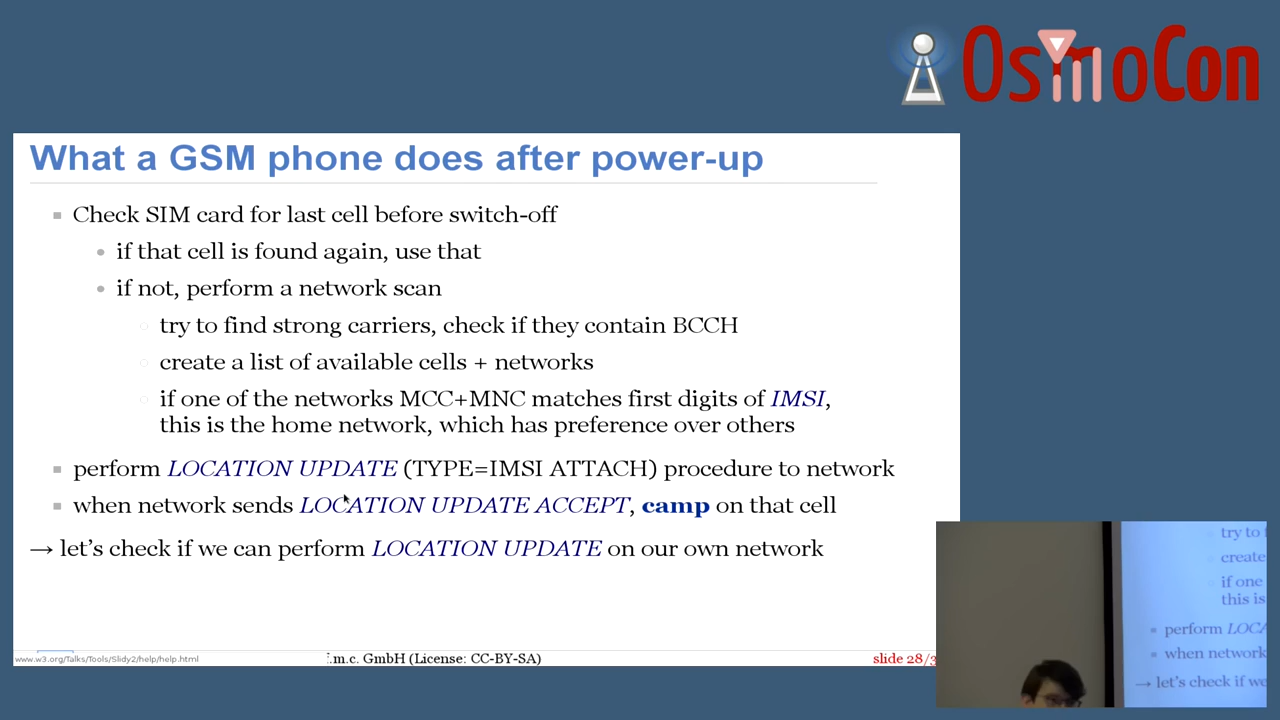 OsmoCon
What a GSM phone does after power-up
Check SIM card for last cell before switch-off
if that cell is found again, use that
if not, perform a network scan
try to find strong carriers, check if they contain BCCH
create a list of available cells + networks
if one of the networks MCC+MNC matches first digits of IMSI,
this is the home network, which has preference over others
perform LOCATION UPDATE (TYPE=IMSI ATTACH) procedure to network
when network sends LOCATION UPDATE ACCEPT, camp on that cell
→ let's check if we can perform LOCATION UPDATE on our own network
www.w3.org/Talks/Tools/Slidy2/help/help.html
f.m.c. GmbH (License: CC-BY-SA)
slide 28/3
try to
create
if one
this is
perform LOCA
when network
→ let's check if we